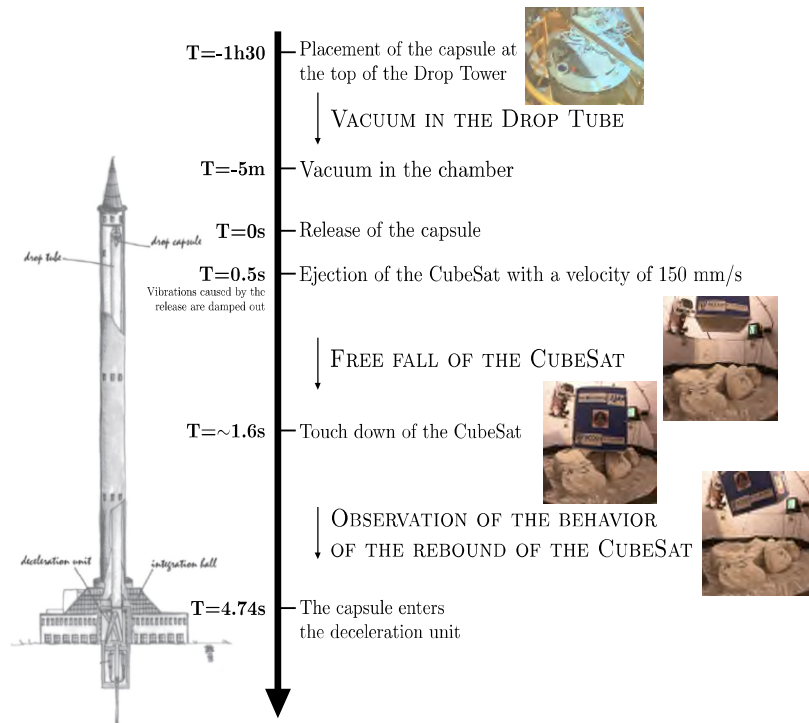 T=-1h30
Placement of the capsule at
the top of the Drop Tower
VACUUM IN THE DROP TUBE
T=-5m
Vacuum in the chamber
T=0s
Release of the capsule
drop capsule
drop tube
T=0.5s
Vibrations caused by the
release are damped out
Ejection of the CubeSat with a velocity of 150 mm/s
FREE FALL OF THE CUBESAT
T=~1.6s
Touch down of the CubeSat
OBSERVATION OF THE BEHAVIOR
OF THE REBOUND OF THE CUBESAT
deceleration unit
integration hall
T=4.74s
The capsule enters
the deceleration unit